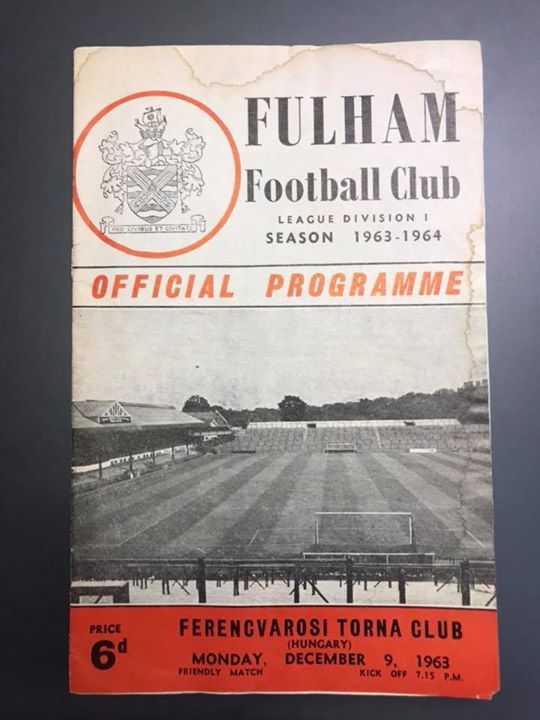 FULHAM
Football Club
LEAGUE DIVISION 1
SEASON 1963-1964
PRO CIVIBUS ET CIVITATE
OFFICIAL PROGRAMME
PRICE
6d
FERENCVAROSI TORNA CLUB
(HUNGARY)
MONDAY, DECEMBER 9, 1963
FRIENDLY MATCH KICK OFF 7.15 P.M.